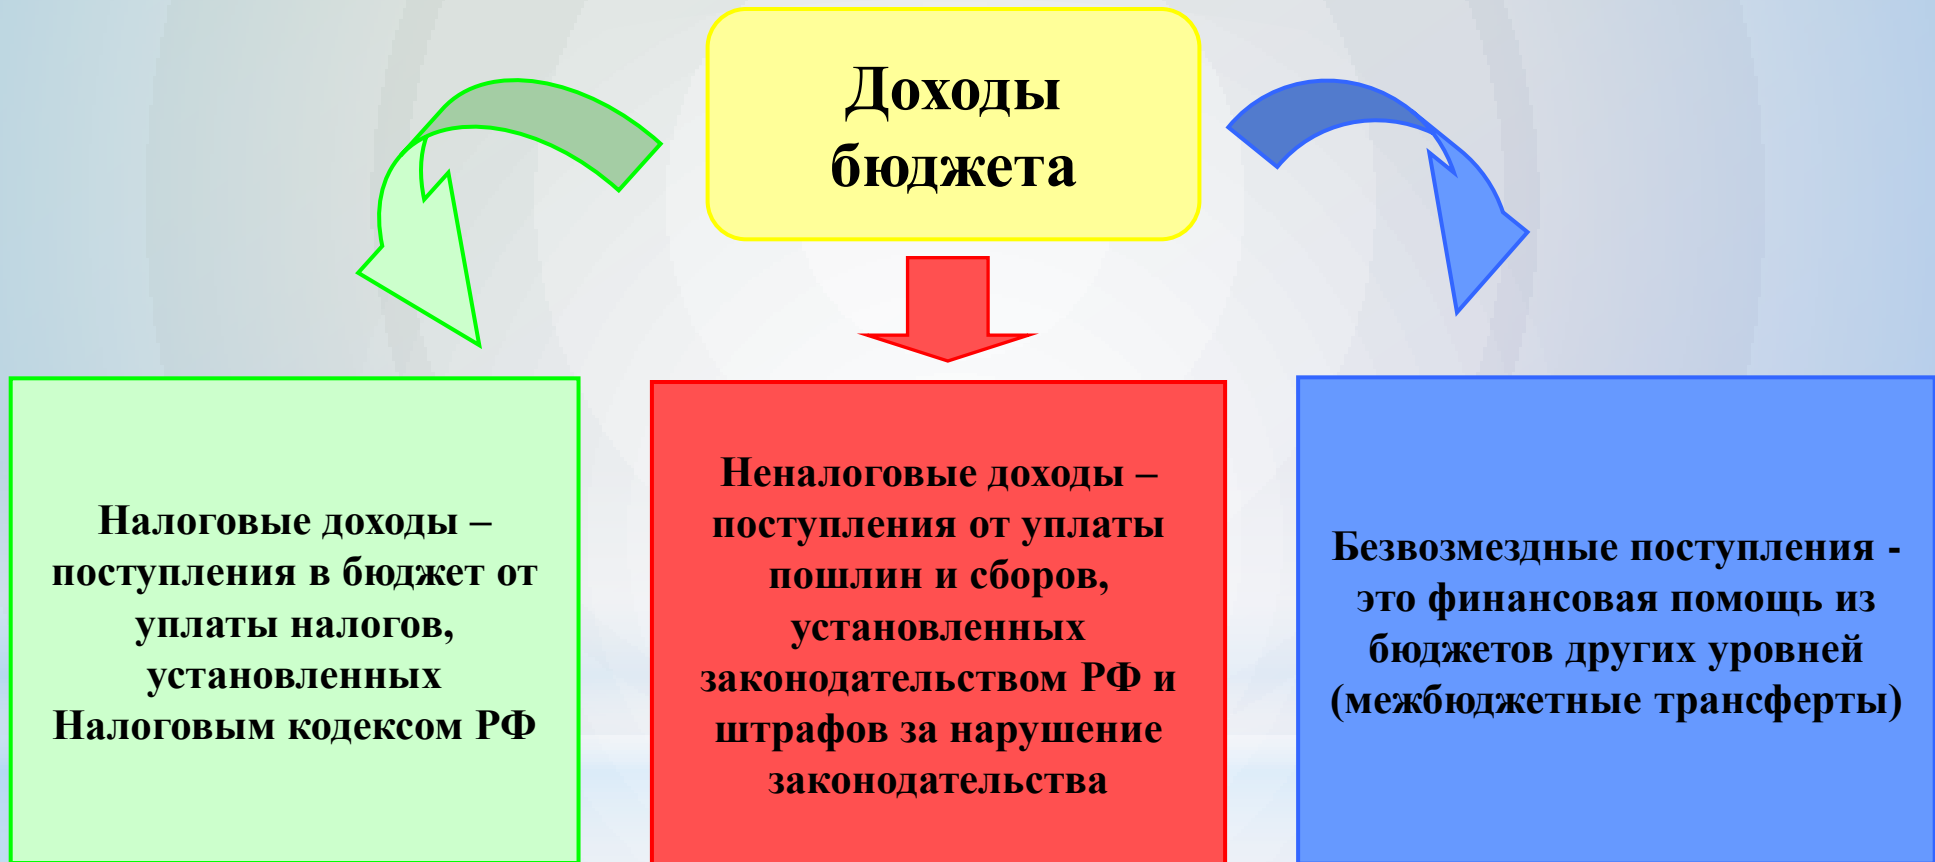 Доходы
бюджета
Налоговые доходы –
поступления в бюджет от
уплаты налогов,
установленных
Налоговым кодексом РФ
Неналоговые доходы –
поступления от уплаты
пошлин и сборов,
установленных
законодательством РФ и
штрафов за нарушение
законодательства
Безвозмездные поступления -
это финансовая помощь из
бюджетов других уровней
(межбюджетные трансферты)